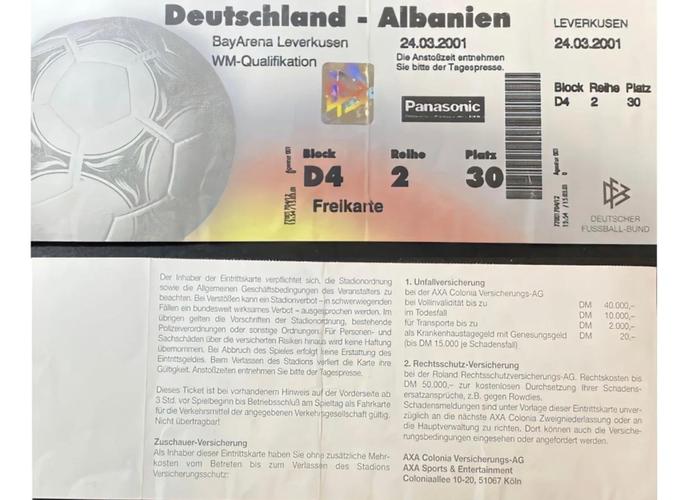 Deutschland - Albanien
BayArena Leverkusen
WM-Qualifikation
24.03.2001
Die Anstoßzeit entnehmen
Sie bitte der Tagespresse.
Panasonic
Block Reihe Platz
D4 2 30
Freikarte
LEVERKUSEN
24.03.2001
Block Reihe Platz
D4 2 30
DEUTSCHER
FUSSBALL-BUND
Der Inhaber der Eintrittskarte verpflichtet sich, die Stadionordnung
sowie die Allgemeinen Geschäftsbedingungen des Veranstalters zu
beachten. Bei Verstößen kann ein Stadionverbot – in schwerwiegenden
Fällen ein bundesweit wirksames Verbot – ausgesprochen werden. Im
übrigen gelten die Vorschriften der Stadionordnung, bestehende
Polizeiverordnungen oder sonstige Ordnungen. Für Personen- und
Sachschäden über die versicherten Risiken hinaus wird keine Haftung
übernommen. Bei Abbruch des Spieles erfolgt keine Erstattung des
Eintrittsgeldes. Beim Verlassen des Stadions verliert die Karte ihre
Gültigkeit. Anstoßzeiten entnehmen Sie bitte der Tagespresse.
Dieses Ticket ist bei vorhandenem Hinweis auf der Vorderseite ab
3 Std. vor Spielbeginn bis Betriebsschluß am Spieltag als Fahrkarte
für die Verkehrsmittel der angegebenen Verkehrsgesellschaft gültig.
Nicht übertragbar!
Zuschauer-Versicherung
Als Inhaber dieser Eintrittskarte haben Sie ohne zusätzliche Mehr-
kosten vom Betreten bis zum Verlassen des Stadions
Versicherungsschutz:
1. Unfallversicherung
bei der AXA Colonia Versicherungs-AG
bei Vollinvalidität bis zu DM 40.000,–
im Todesfall DM 10.000,–
für Transporte bis zu DM 2.000,–
als Krankenhaustagegeld mit Genesungsgeld DM 20,–
(bis DM 15.000 je Schadensfall)
2. Rechtsschutz-Versicherung
bei der Roland Rechtsschutzversicherungs-AG. Rechtskosten bis
DM 50.000,– zur kostenlosen Durchsetzung Ihrer Schadens-
ersatzansprüche, z.B. gegen Rowdies.
Schadensmeldungen sind unter Vorlage dieser Eintrittskarte unver-
züglich an die nächste AXA Colonia Zweigniederlassung oder an
die Hauptverwaltung zu richten. Dort können auch die Versiche-
rungsbedingungen eingesehen oder angefordert werden.
AXA Colonia Versicherungs-AG
AXA Sports & Entertainment
Coloniaallee 10-20, 51067 Köln